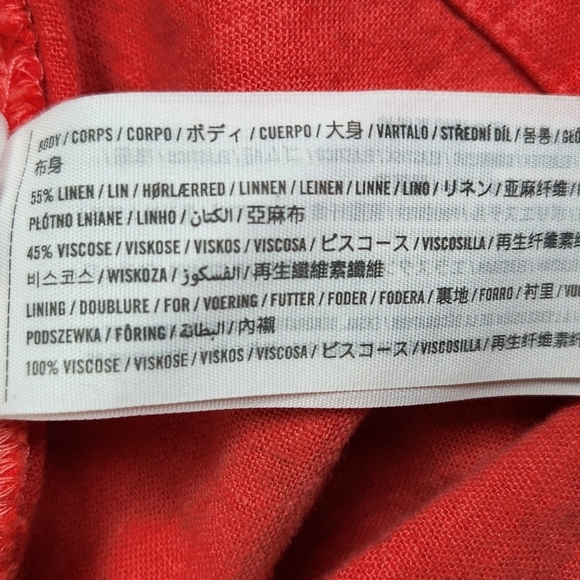 BODY / CORPS / CORPO / ボディ / CUERPO / 大身 / VARTALO / STŘEDNÍ DÍL / 몸통 /
布身
55% LINEN / LIN / HØRLÆRRED / LINNEN / LEINEN / LINNE / LINO / リネン / 亚麻纤维 /
PŁÓTNO LNIANE / LINHO / الكتان / 亞麻布
45% VISCOSE / VISKOSE / VISKOS / VISCOSA / ビスコース / VISCOSILLA / 再生纤维素
비스코스 / WISKOZA / الفسكوز / 再生纖維素纖維
LINING / DOUBLURE / FOR / VOERING / FUTTER / FODER / FODERA / 裏地 / FORRO / 衬里 /
PODSZEWKA / FÔRING / البطانة / 內襯
100% VISCOSE / VISKOSE / VISKOS / VISCOSA / ビスコース / VISCOSILLA / 再生纤维